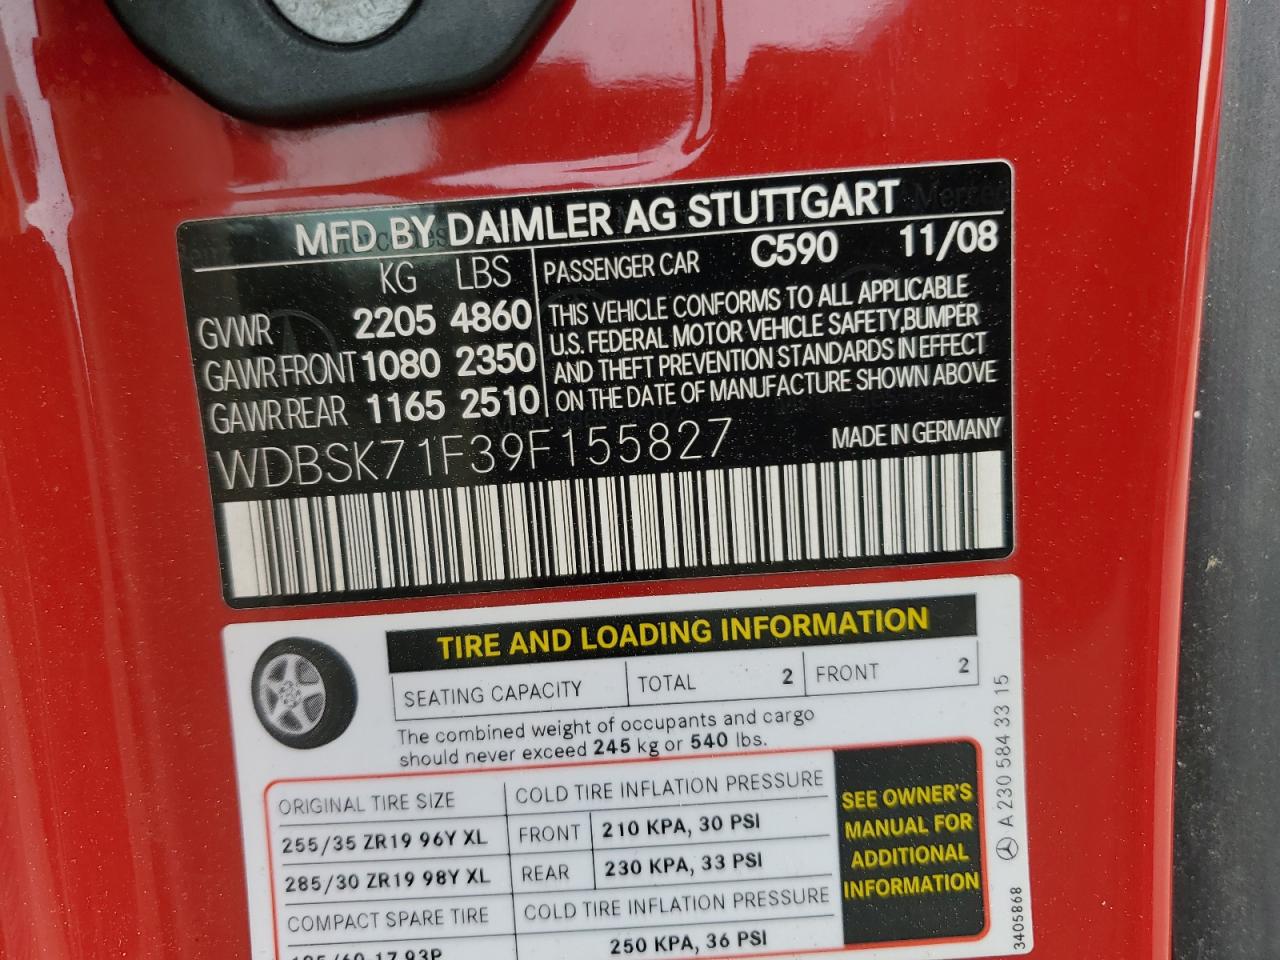 MFD BY DAIMLER AG STUTTGART
KG LBS
GVWR 2205 4860
GAWR FRONT 1080 2350
GAWR REAR 1165 2510
PASSENGER CAR C590 11/08
THIS VEHICLE CONFORMS TO ALL APPLICABLE
U.S. FEDERAL MOTOR VEHICLE SAFETY,BUMPER
AND THEFT PREVENTION STANDARDS IN EFFECT
ON THE DATE OF MANUFACTURE SHOWN ABOVE
WDBSK71F39F155827
MADE IN GERMANY
TIRE AND LOADING INFORMATION
SEATING CAPACITY TOTAL 2 FRONT 2
The combined weight of occupants and cargo
should never exceed 245 kg or 540 lbs.
ORIGINAL TIRE SIZE COLD TIRE INFLATION PRESSURE
255/35 ZR19 96Y XL FRONT 210 KPA, 30 PSI
285/30 ZR19 98Y XL REAR 230 KPA, 33 PSI
COMPACT SPARE TIRE COLD TIRE INFLATION PRESSURE
250 KPA, 36 PSI
SEE OWNER'S
MANUAL FOR
ADDITIONAL
INFORMATION
A 230 584 33 15
3405868